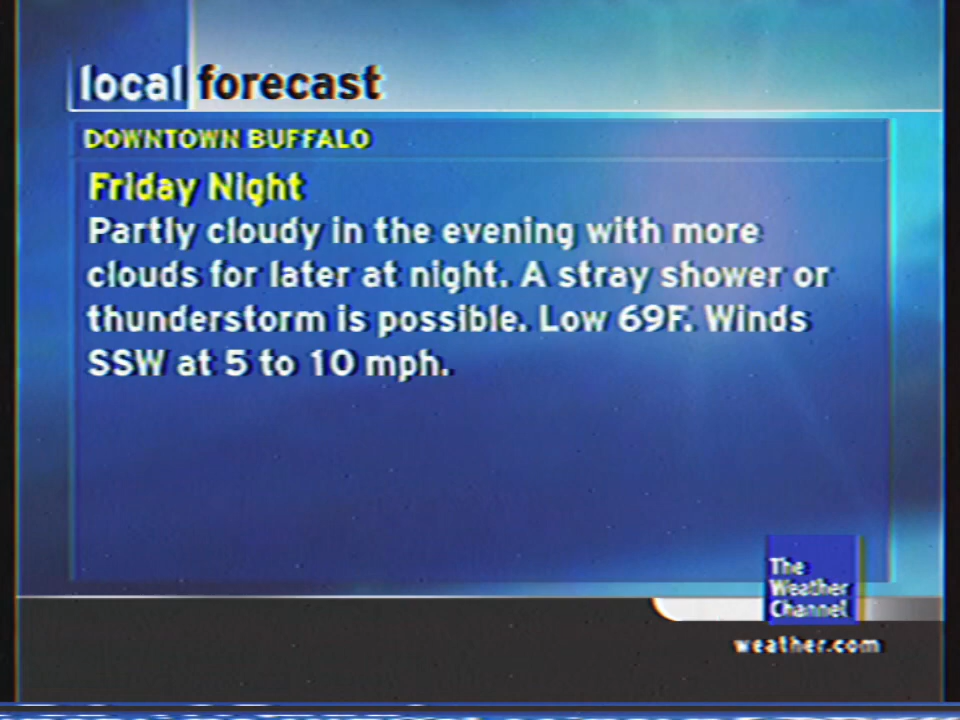 local forecast
DOWNTOWN BUFFALO
Friday Night
Partly cloudy in the evening with more
clouds for later at night. A stray shower or
thunderstorm is possible. Low 69F. Winds
SSW at 5 to 10 mph.
The
Weather
Channel
weather.com